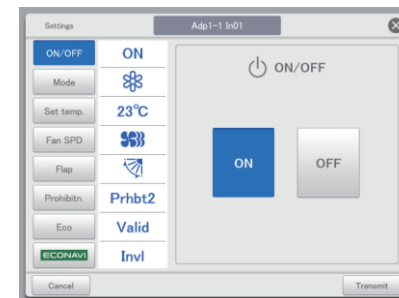 Settings
Adp1-1 In01
ON/OFF ON
Mode
Set temp. 23°C
Fan SPD
Flap
Prohibitn. Prhbt2
Eco Valid
ECONAVI Invl
ON/OFF
ON OFF
Cancel Transmit